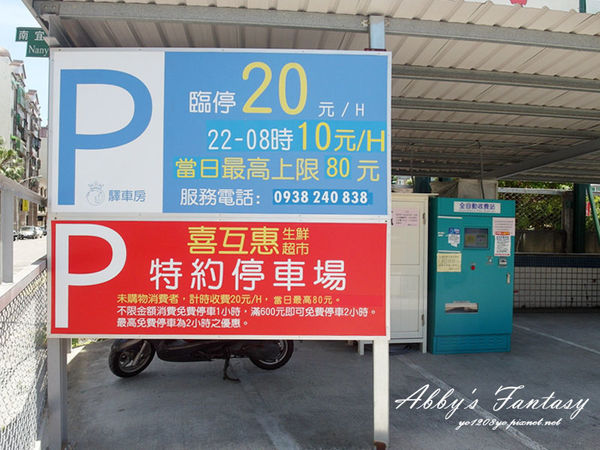 南宜
Nany
P
臨停20元/H
22-08時10元/H
當日最高上限80元
驛車房
服務電話：0938 240 838
P
喜互惠生鮮超市
特約停車場
未購物消費者，計時收費20元/H，當日最高80元。
不限金額消費免費停車1小時，滿600元即可免費停車2小時。
最高免費停車為2小時之優惠。
全自動收費站
Abby's Fantasy
yo1208yo.pixnet.net